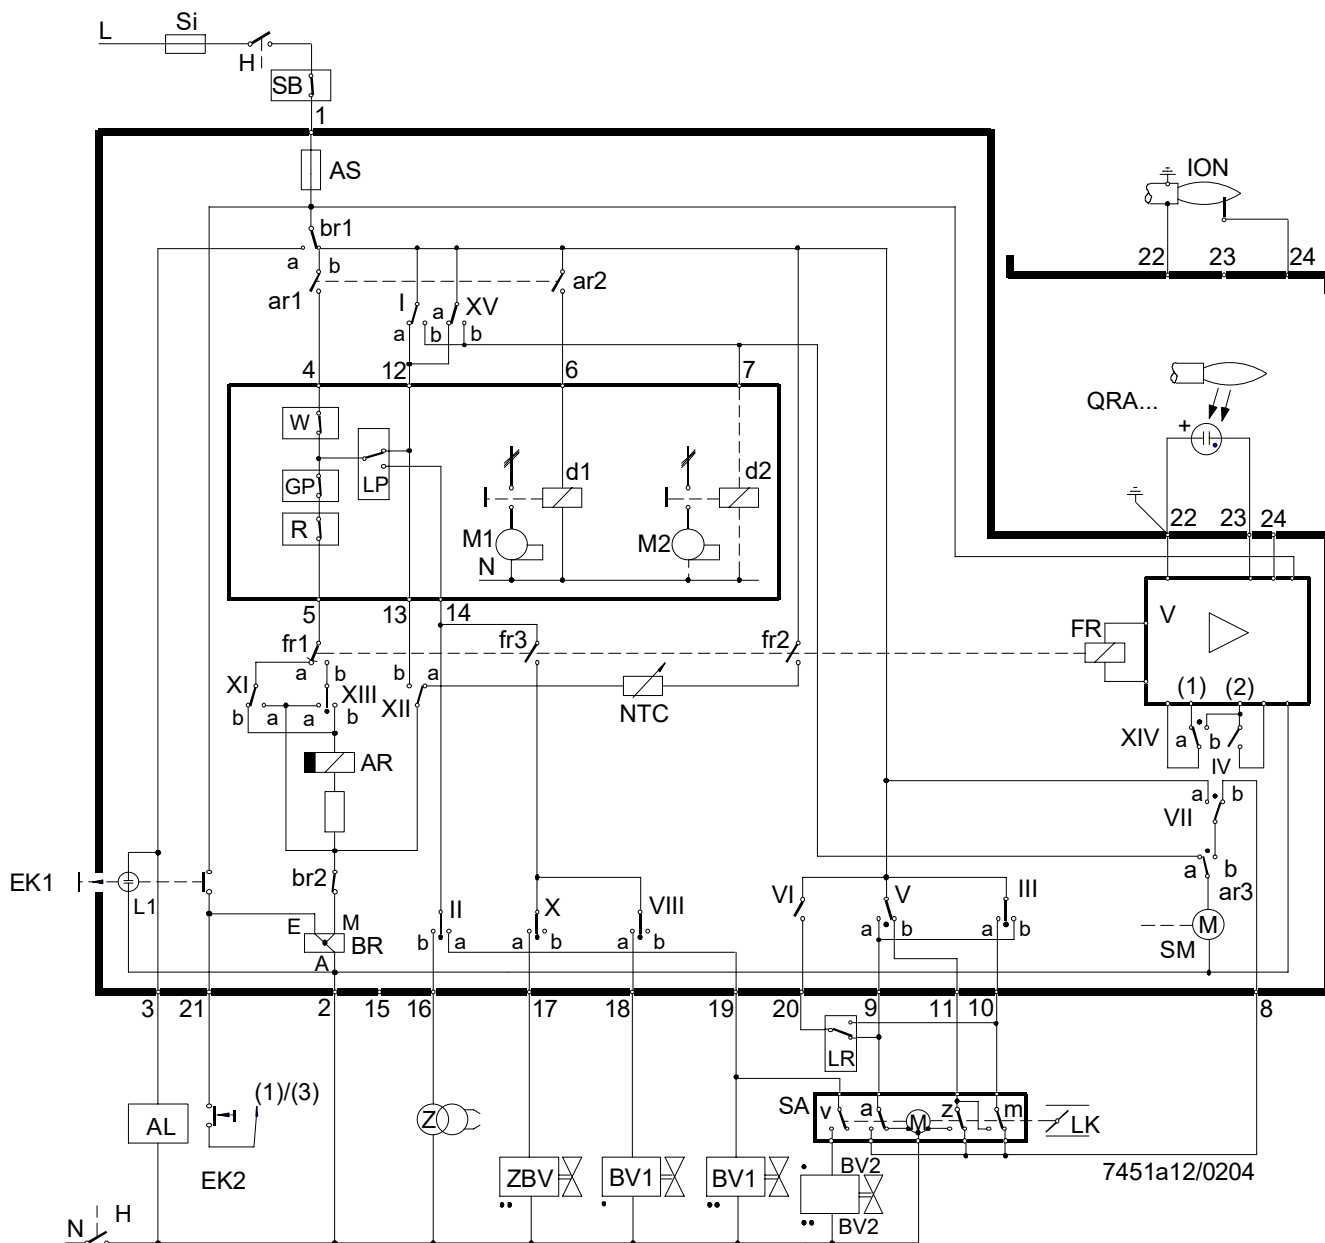 L Si
H
SB
1
AS
ION
br1
22 23 24
a b
ar1 ar2
I a XV
a b b
4 12 6 7
QRA...
+
W
GP LP d1 d2
R
M1 M2
N
22 23 24
5 13 14
fr1 fr3 fr2 FR V
a b b a
XI XIII XII NTC
b a a b
(1) (2)
XIV a b
IV
AR
a b
VII
EK1
L1
br2
a b
ar3
E M
BR
A
II X VIII VI V III
b a a b a b a b a b
M
SM
3 21 2 15 16 17 18 19 20 9 11 10 8
LR
(1)/(3)
SA v a M z m LK
AL
Z
EK2
ZBV BV1 BV1 BV2
BV2
7451a12/0204
N H